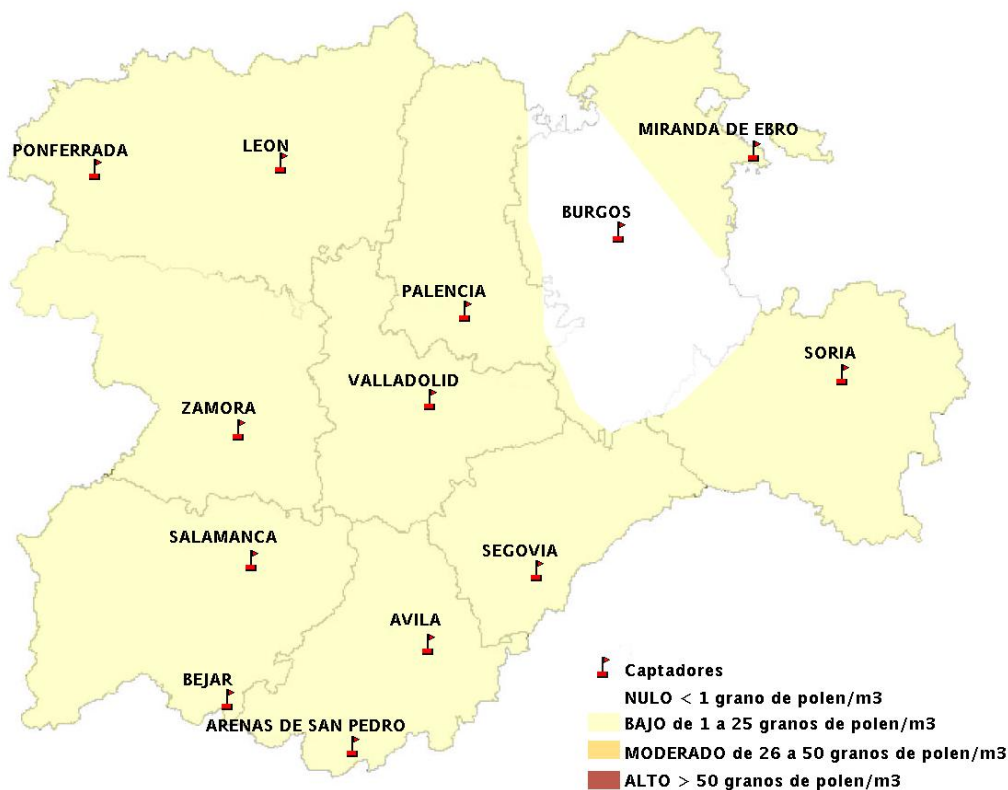 MIRANDA DE EBRO
PONFERRADA
LEON
BURGOS
PALENCIA
SORIA
VALLADOLID
ZAMORA
SALAMANCA
SEGOVIA
AVILA
BEJAR
ARENAS DE SAN PEDRO
Captadores
NULO < 1 grano de polen/m3
BAJO de 1 a 25 granos de polen/m3
MODERADO de 26 a 50 granos de polen/m3
ALTO > 50 granos de polen/m3